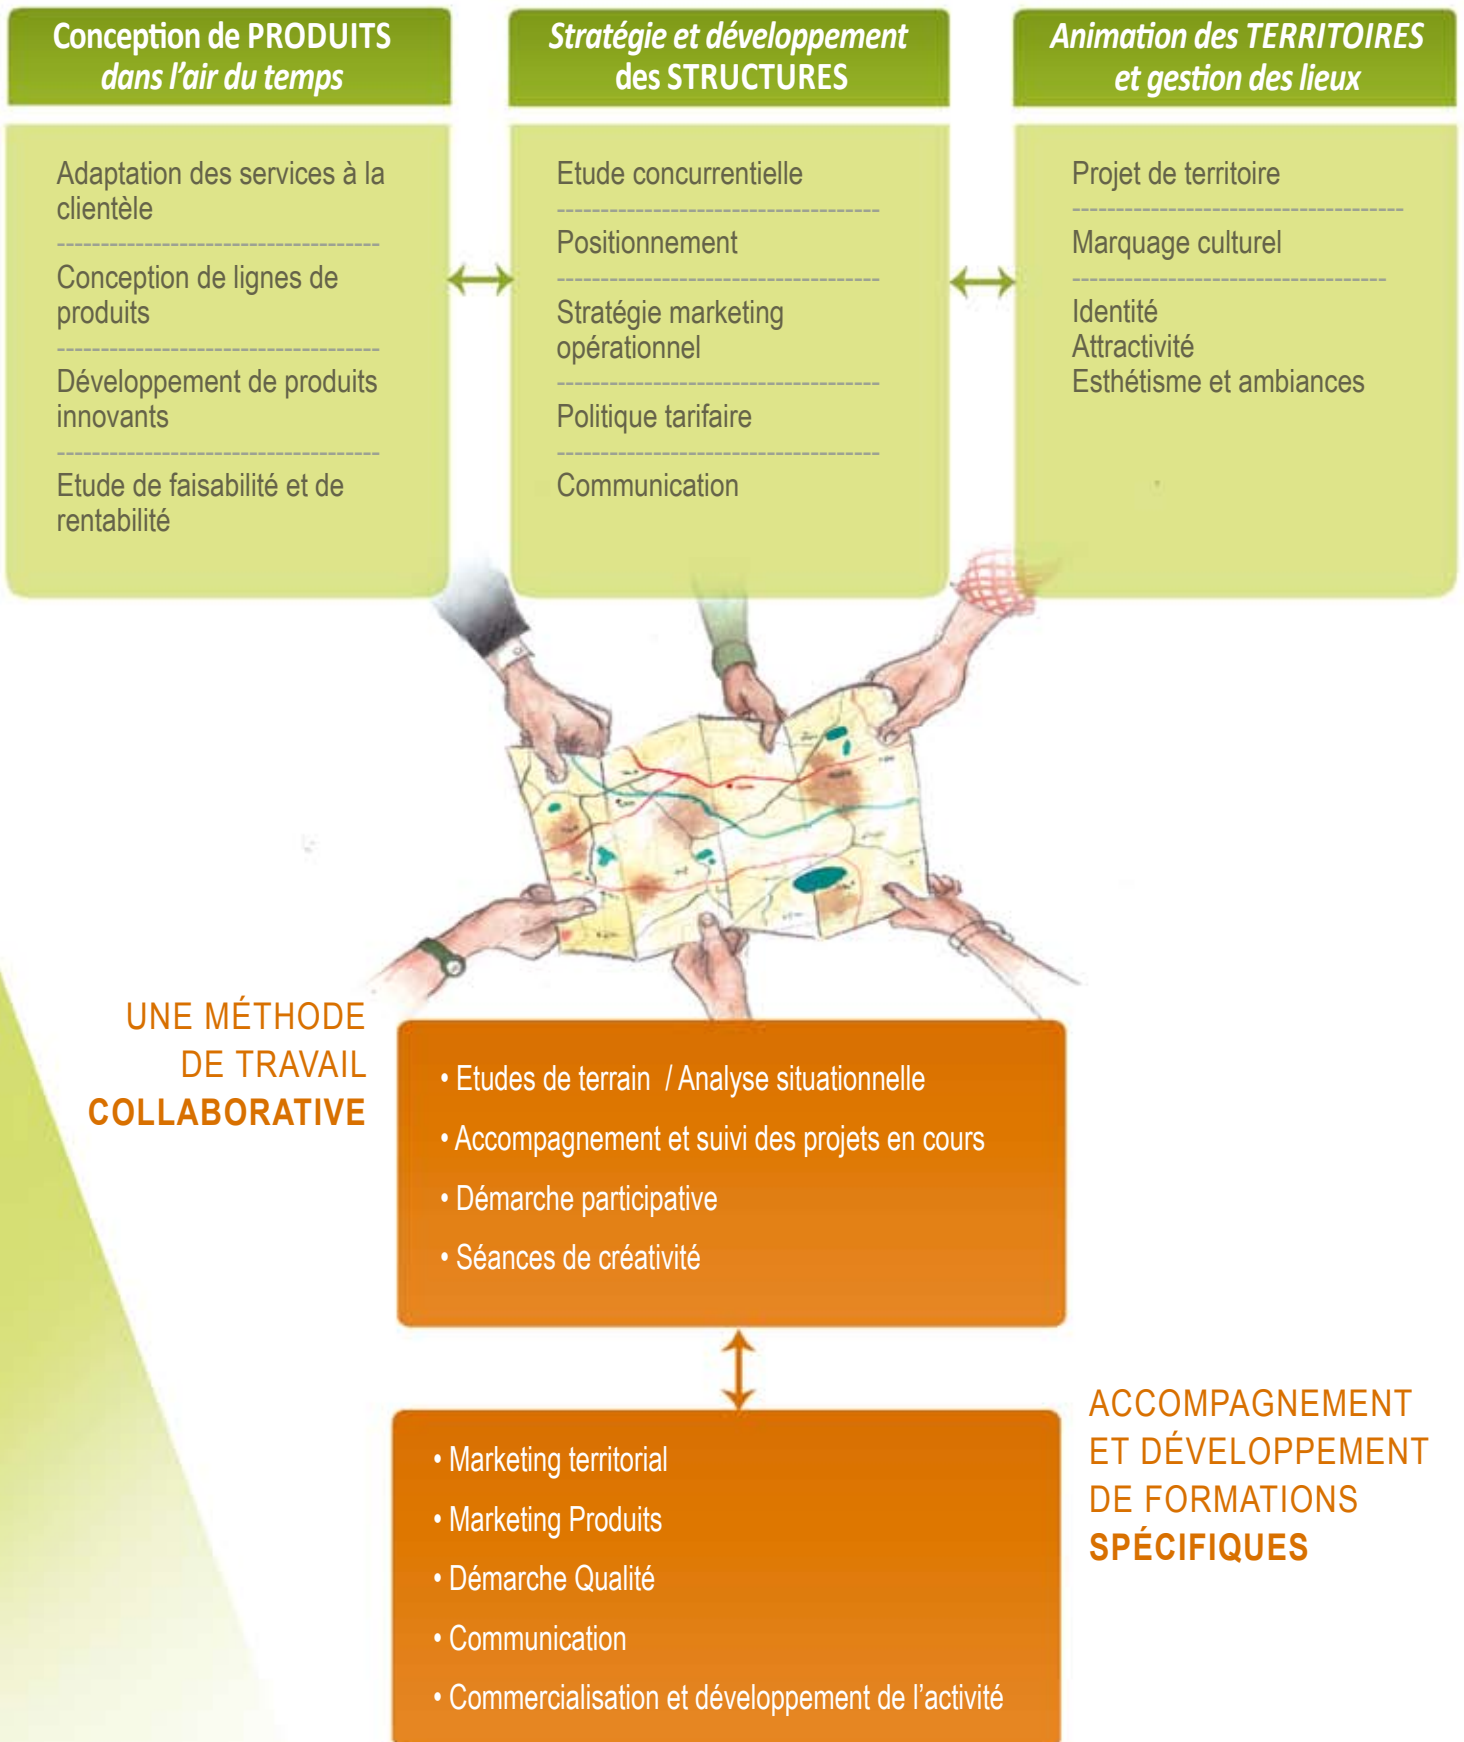 Conception de PRODUITS
dans l’air du temps
Adaptation des services à la
clientèle
Conception de lignes de
produits
Développement de produits
innovants
Etude de faisabilité et de
rentabilité
Stratégie et développement
des STRUCTURES
Etude concurrentielle
Positionnement
Stratégie marketing
opérationnel
Politique tarifaire
Communication
Animation des TERRITOIRES
et gestion des lieux
Projet de territoire
Marquage culturel
Identité
Attractivité
Esthétisme et ambiances
UNE MÉTHODE
DE TRAVAIL
COLLABORATIVE
• Etudes de terrain / Analyse situationnelle
• Accompagnement et suivi des projets en cours
• Démarche participative
• Séances de créativité
ACCOMPAGNEMENT
ET DÉVELOPPEMENT
DE FORMATIONS
SPÉCIFIQUES
• Marketing territorial
• Marketing Produits
• Démarche Qualité
• Communication
• Commercialisation et développement de l’activité